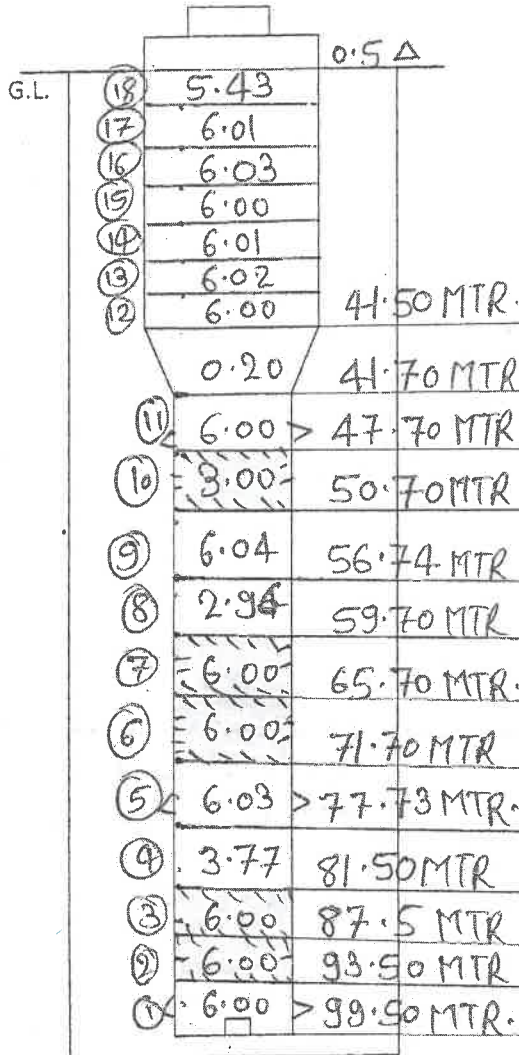 0.5 Δ
G.L.
18 5.43
17 6.01
16 6.03
15 6.00
14 6.01
13 6.02
12 6.00 41.50 MTR.
0.20 41.70 MTR
11 6.00 > 47.70 MTR
10 3.00 50.70 MTR
9 6.04 56.74 MTR
8 2.96 59.70 MTR
7 6.00 65.70 MTR.
6 6.00 71.70 MTR
5 < 6.03 > 77.73 MTR.
4 3.77 81.50 MTR
3 6.00 87.5 MTR
2 6.00 93.50 MTR
1 < 6.00 > 99.50 MTR.